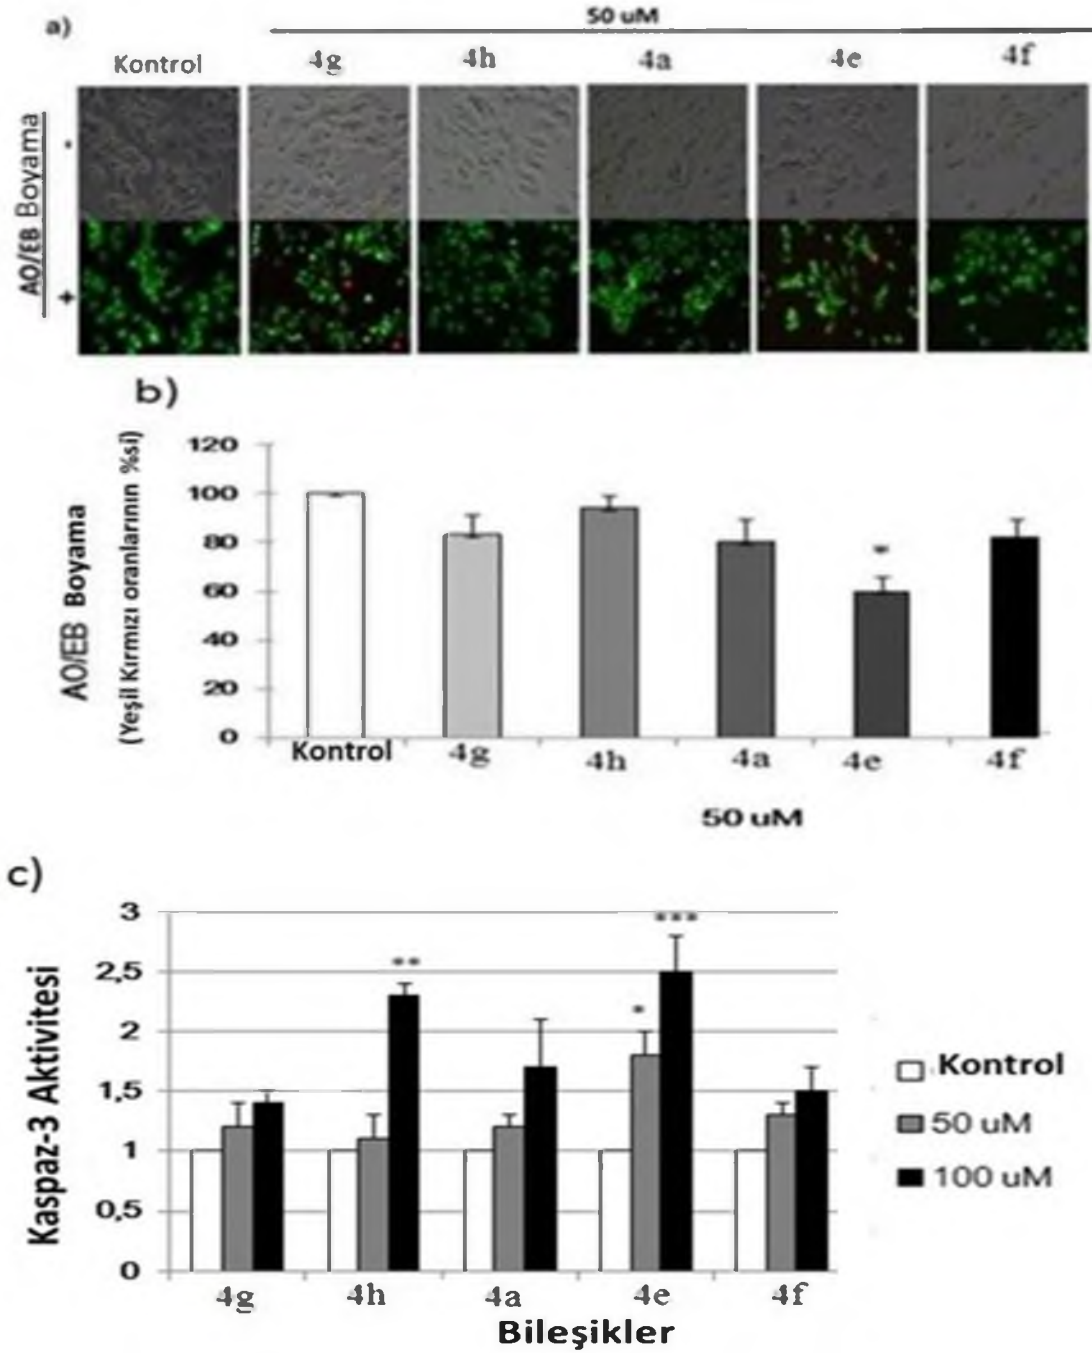 a)
50 uM
Kontrol 4g 4h 4a 4e 4f
AO/EB Boyama
-
+
b)
AO/EB Boyama
(Yeşil Kırmızı oranlarının %si)
120
100
80
60
40
20
0
*
Kontrol 4g 4h 4a 4e 4f
50 uM
c)
Kaspaz-3 Aktivitesi
3
2,5
2
1,5
1
0,5
0
**
*
***
4g 4h 4a 4e 4f
Bileşikler
Kontrol
50 uM
100 uM